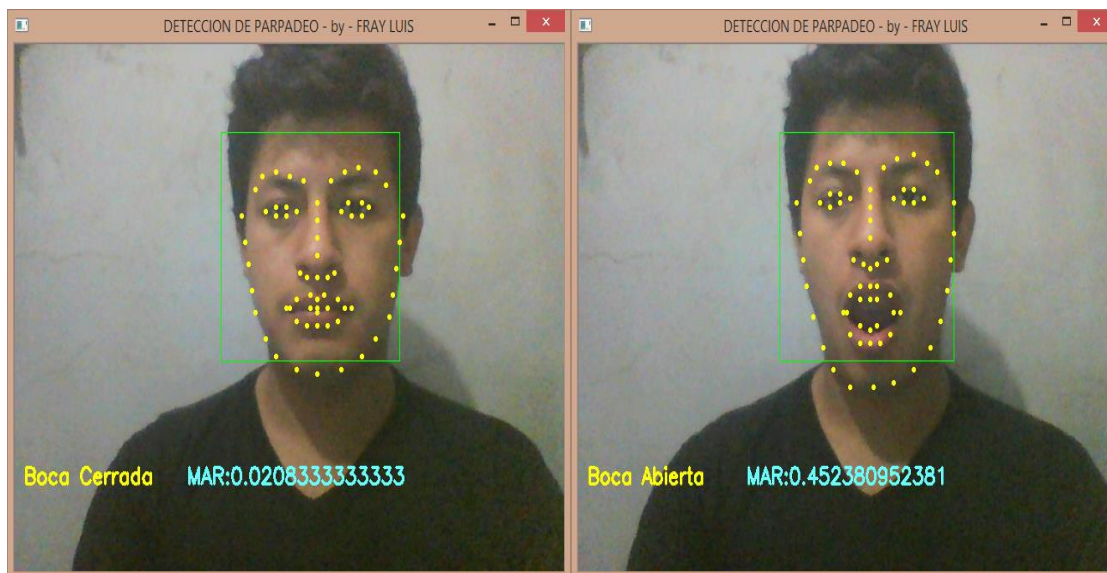 DETECCION DE PARPADEO - by - FRAY LUIS
Boca Cerrada MAR:0.0208333333333
DETECCION DE PARPADEO - by - FRAY LUIS
Boca Abierta MAR:0.452380952381